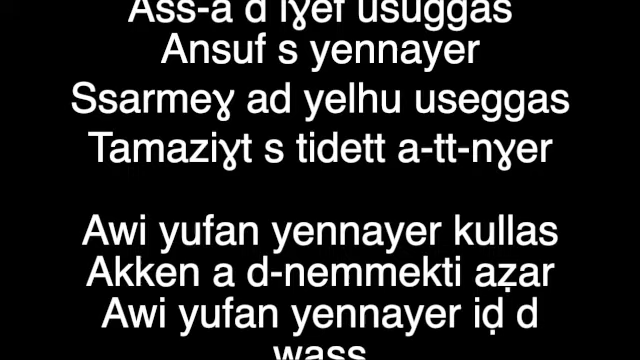 Ass-a d iɣef usuggas
Ansuf s yennayer
Ssarmeɣ ad yelhu useggas
Tamaziɣt s tidett a-tt-nɣer
Awi yufan yennayer kullas
Akken a d-nemmekti aẓar
Awi yufan yennayer iḍ d
wass